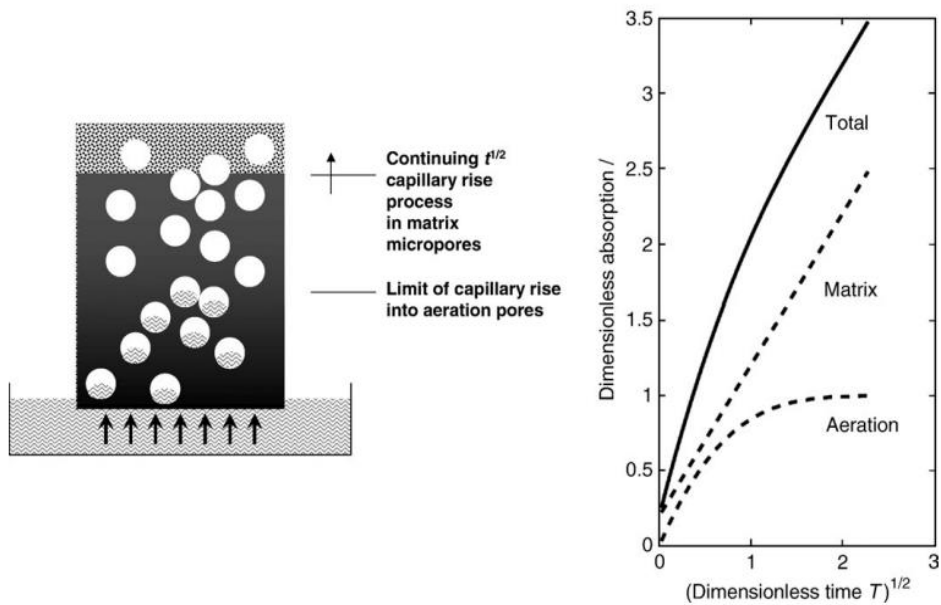 Continuing t^{1/2}
capillary rise
process
in matrix
micropores
Limit of capillary rise
into aeration pores
Dimensionless absorption /
3.5
3
2.5
2
1.5
1
0.5
0
Total
Matrix
Aeration
0
1
2
3
(Dimensionless time T)^{1/2}